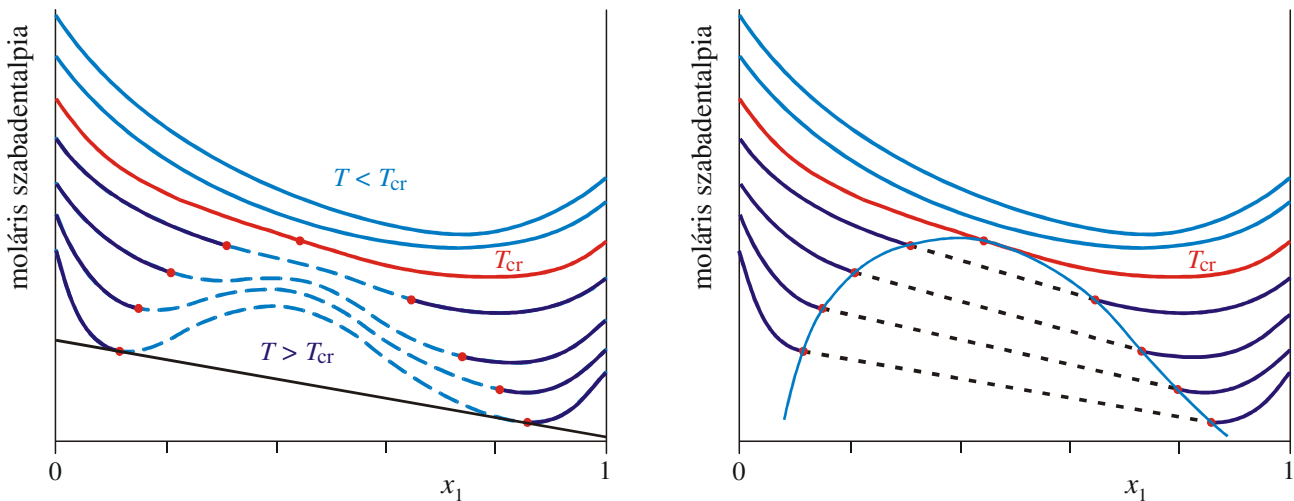 moláris szabadentalpia
T < Tcr
Tcr
T > Tcr
0
x1
1
moláris szabadentalpia
Tcr
0
x1
1